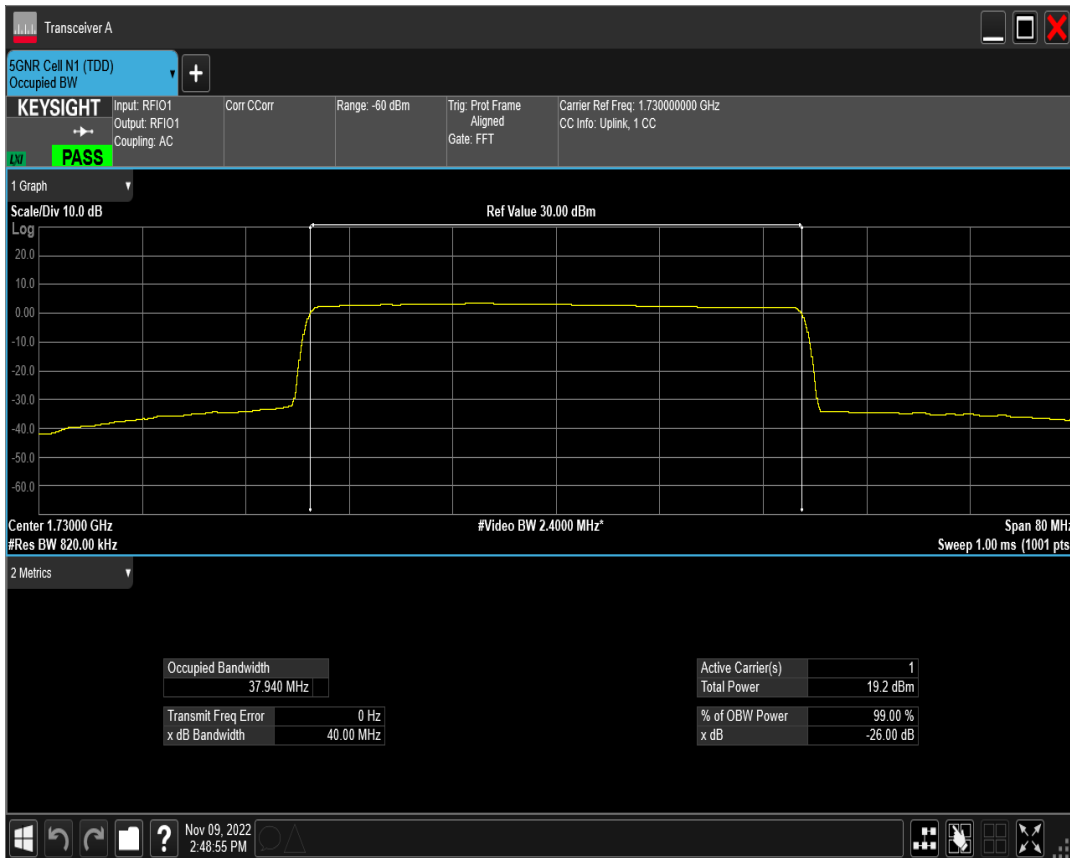 Transceiver A
5GNR Cell N1 (TDD)
Occupied BW
+
KEYSIGHT
LXI
PASS
Input: RFIO1
Output: RFIO1
Coupling: AC
Corr CCorr
Range: -60 dBm
Trig: Prot Frame
Aligned
Gate: FFT
Carrier Ref Freq: 1.730000000 GHz
CC Info: Uplink, 1 CC
1 Graph
Scale/Div 10.0 dB
Ref Value 30.00 dBm
Log
20.0
10.0
0.00
-10.0
-20.0
-30.0
-40.0
-50.0
-60.0
Center 1.73000 GHz
#Video BW 2.4000 MHz*
Span 80 MHz
#Res BW 820.00 kHz
Sweep 1.00 ms (1001 pts
2 Metrics
Occupied Bandwidth
37.940 MHz
Transmit Freq Error 0 Hz
x dB Bandwidth 40.00 MHz
Active Carrier(s) 1
Total Power 19.2 dBm
% of OBW Power 99.00 %
x dB -26.00 dB
?
Nov 09, 2022
2:48:55 PM